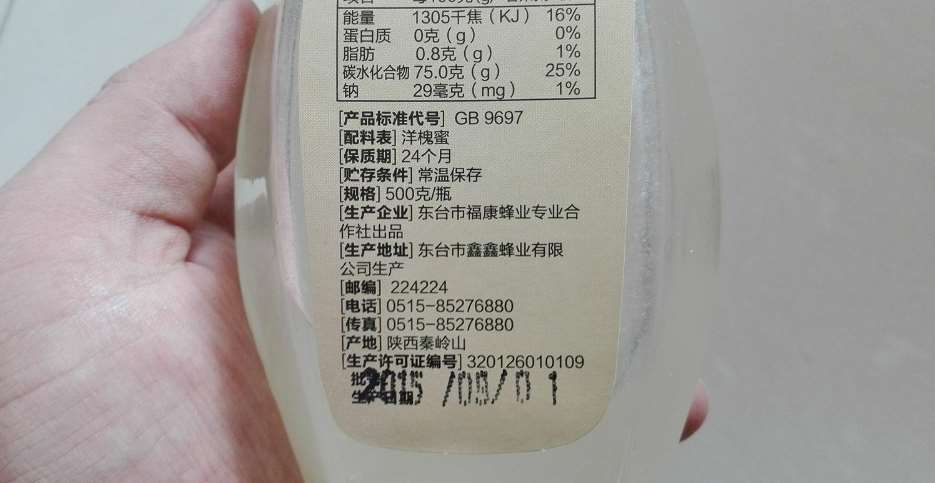 能量 1305千焦（KJ） 16%
蛋白质 0克（g） 0%
脂肪 0.8克（g） 1%
碳水化合物 75.0克（g） 25%
钠 29毫克（mg） 1%
[产品标准代号] GB 9697
[配料表] 洋槐蜜
[保质期] 24个月
[贮存条件] 常温保存
[规格] 500克/瓶
[生产企业] 东台市福康蜂业专业合
作社出品
[生产地址] 东台市鑫鑫蜂业有限
公司生产
[邮编] 224224
[电话] 0515-85276880
[传真] 0515-85276880
[产地] 陕西秦岭山
[生产许可证编号] 320126010109
2015 /09/01
生产日期